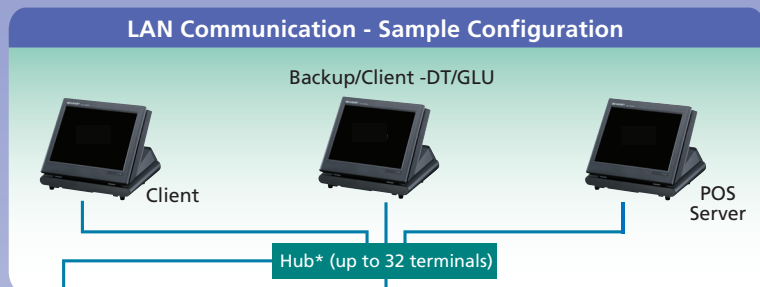 LAN Communication - Sample Configuration
Backup/Client -DT/GLU
Client
POS
Server
Hub* (up to 32 terminals)